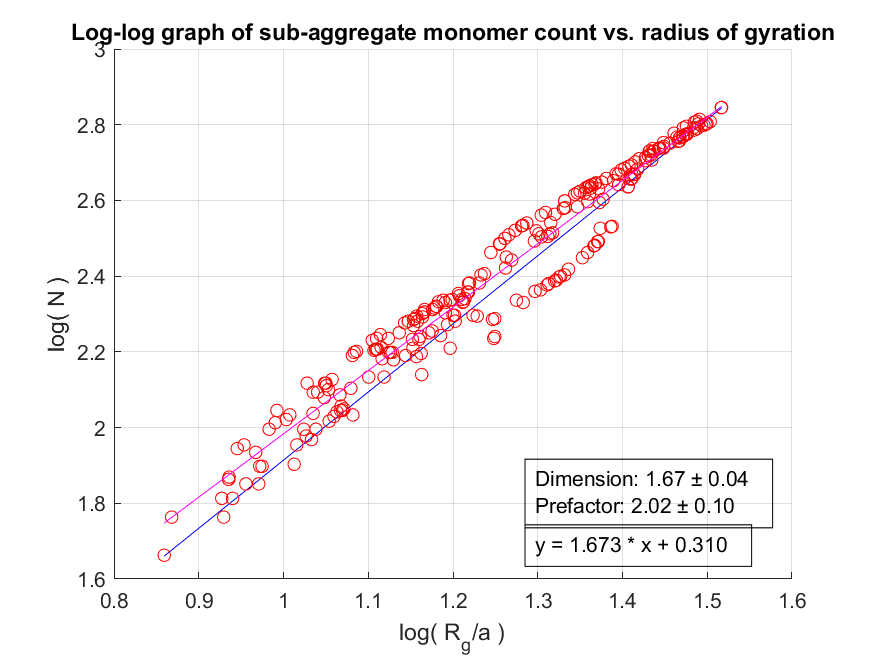 Log-log graph of sub-aggregate monomer count vs. radius of gyration
3
2.8
2.6
2.4
2.2
2
1.8
1.6
log( N )
Dimension: 1.67 ± 0.04
Prefactor: 2.02 ± 0.10
y = 1.673 * x + 0.310
0.8 0.9 1 1.1 1.2 1.3 1.4 1.5 1.6
log( R_g/a )